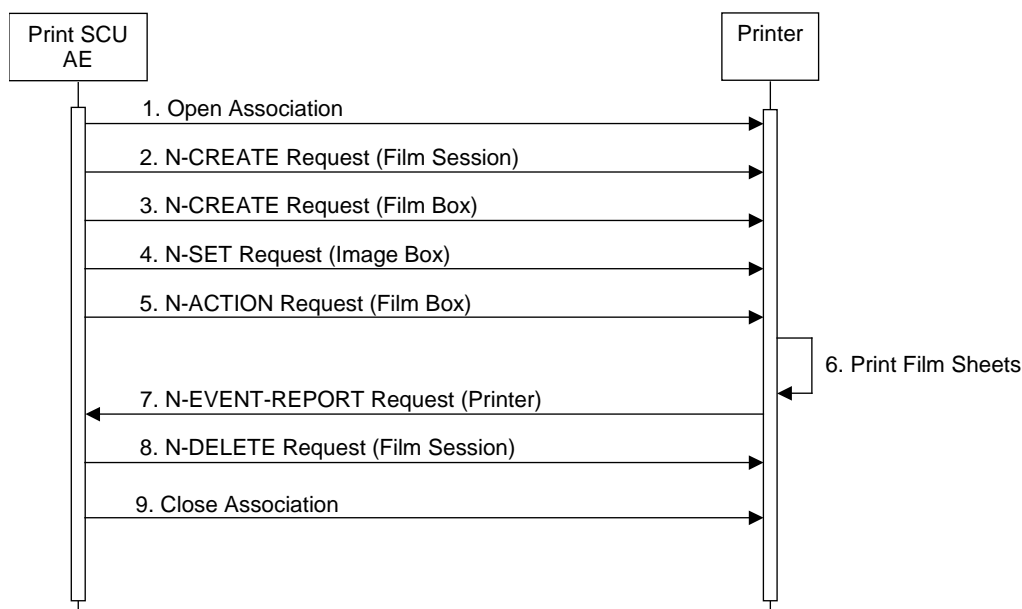 Print SCU
AE
Printer
1. Open Association
2. N-CREATE Request (Film Session)
3. N-CREATE Request (Film Box)
4. N-SET Request (Image Box)
5. N-ACTION Request (Film Box)
6. Print Film Sheets
7. N-EVENT-REPORT Request (Printer)
8. N-DELETE Request (Film Session)
9. Close Association